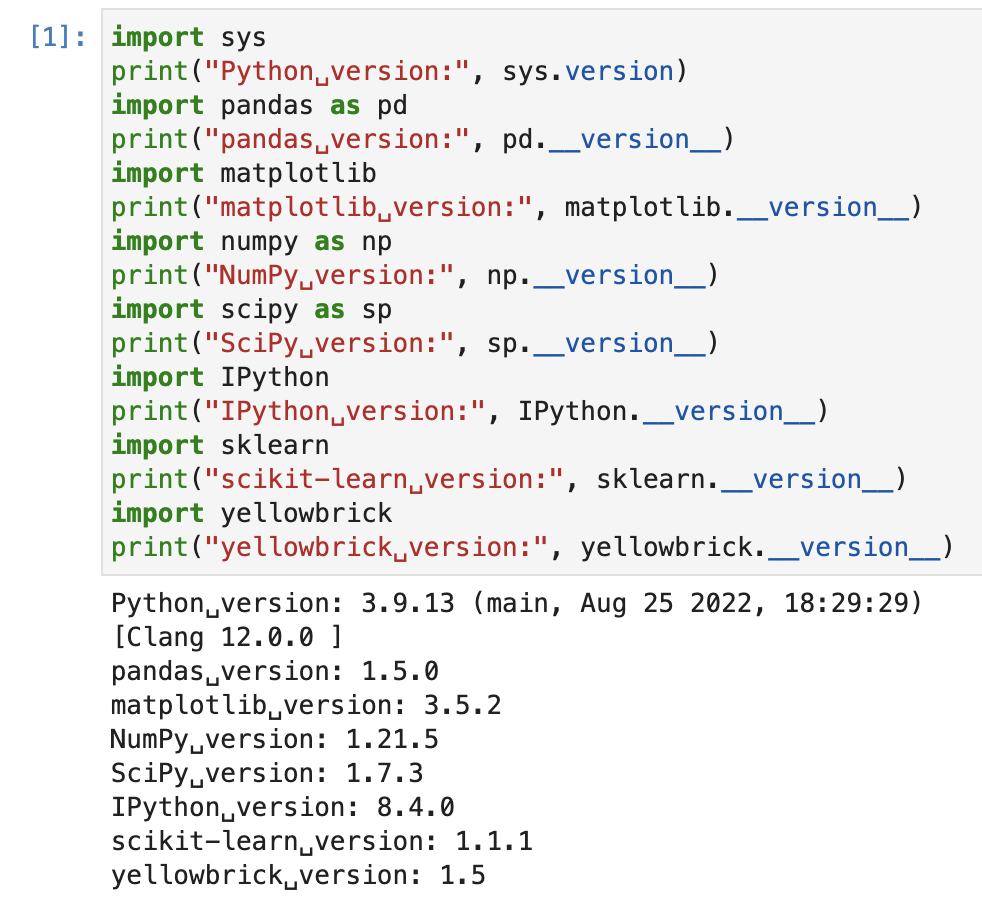 [1]: import sys
print("Python␣version:", sys.version)
import pandas as pd
print("pandas␣version:", pd.__version__)
import matplotlib
print("matplotlib␣version:", matplotlib.__version__)
import numpy as np
print("NumPy␣version:", np.__version__)
import scipy as sp
print("SciPy␣version:", sp.__version__)
import IPython
print("IPython␣version:", IPython.__version__)
import sklearn
print("scikit-learn␣version:", sklearn.__version__)
import yellowbrick
print("yellowbrick␣version:", yellowbrick.__version__)
Python␣version: 3.9.13 (main, Aug 25 2022, 18:29:29)
[Clang 12.0.0 ]
pandas␣version: 1.5.0
matplotlib␣version: 3.5.2
NumPy␣version: 1.21.5
SciPy␣version: 1.7.3
IPython␣version: 8.4.0
scikit-learn␣version: 1.1.1
yellowbrick␣version: 1.5